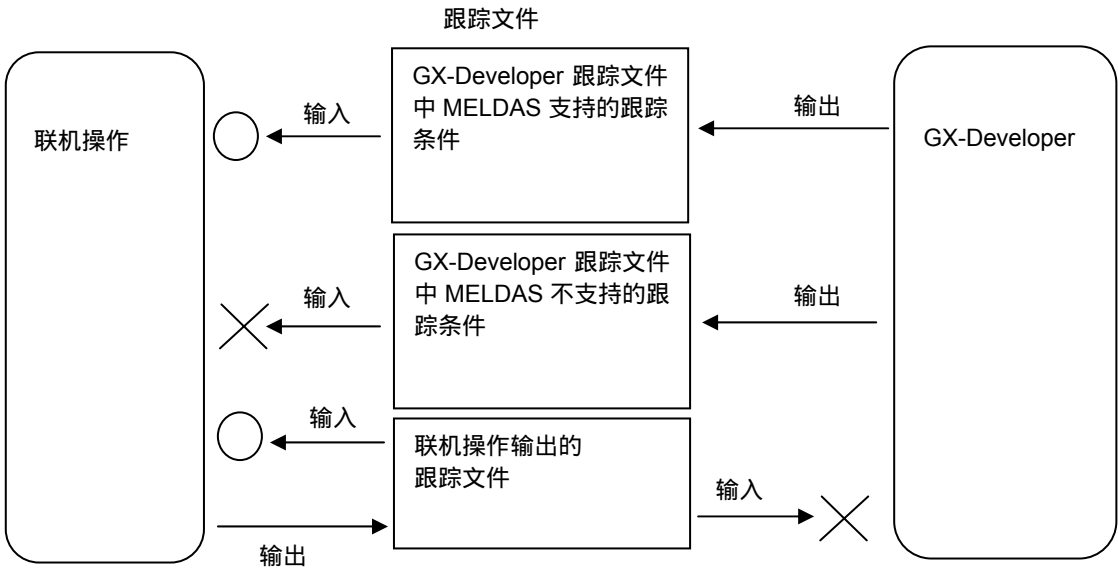 跟踪文件
GX-Developer 跟踪文件
中 MELDAS 支持的跟踪
条件
输入
输出
联机操作
GX-Developer
GX-Developer 跟踪文件
中 MELDAS 不支持的跟
踪条件
输入
输出
输入
联机操作输出的
跟踪文件
输入
输出